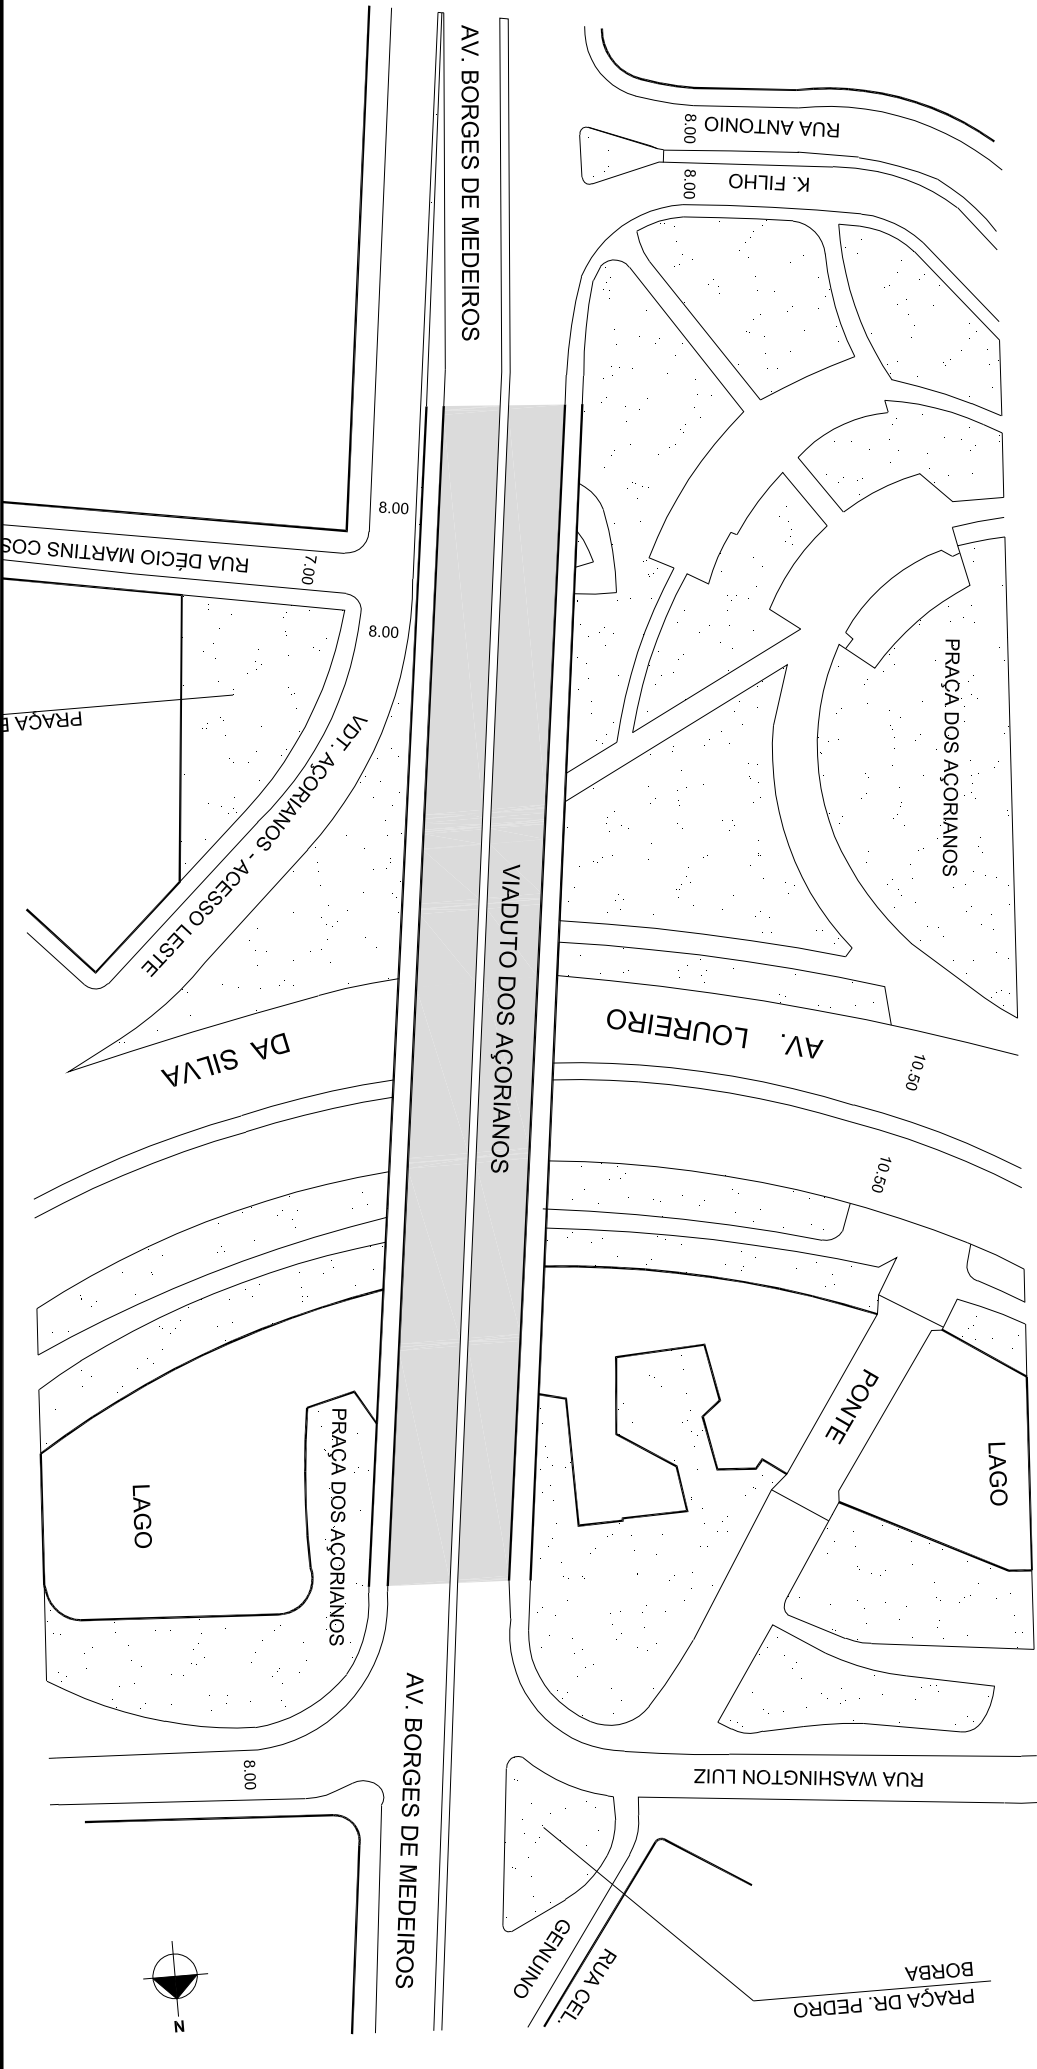 AV. BORGES DE MEDEIROS
RUA ANTONIO
8.00
K. FILHO
8.00
8.00
RUA DÉCIO MARTINS COS
7.00
8.00
PRAÇA
VDT. AÇORIANOS - ACESSO LESTE
PRAÇA DOS AÇORIANOS
VIADUTO DOS AÇORIANOS
AV. LOUREIRO
DA SILVA
10.50
10.50
PONTE
LAGO
LAGO
PRAÇA DOS AÇORIANOS
AV. BORGES DE MEDEIROS
8.00
RUA WASHINGTON LUIZ
RUA CEL.
GENUINO
PRAÇA DR. PEDRO
BORBA
N